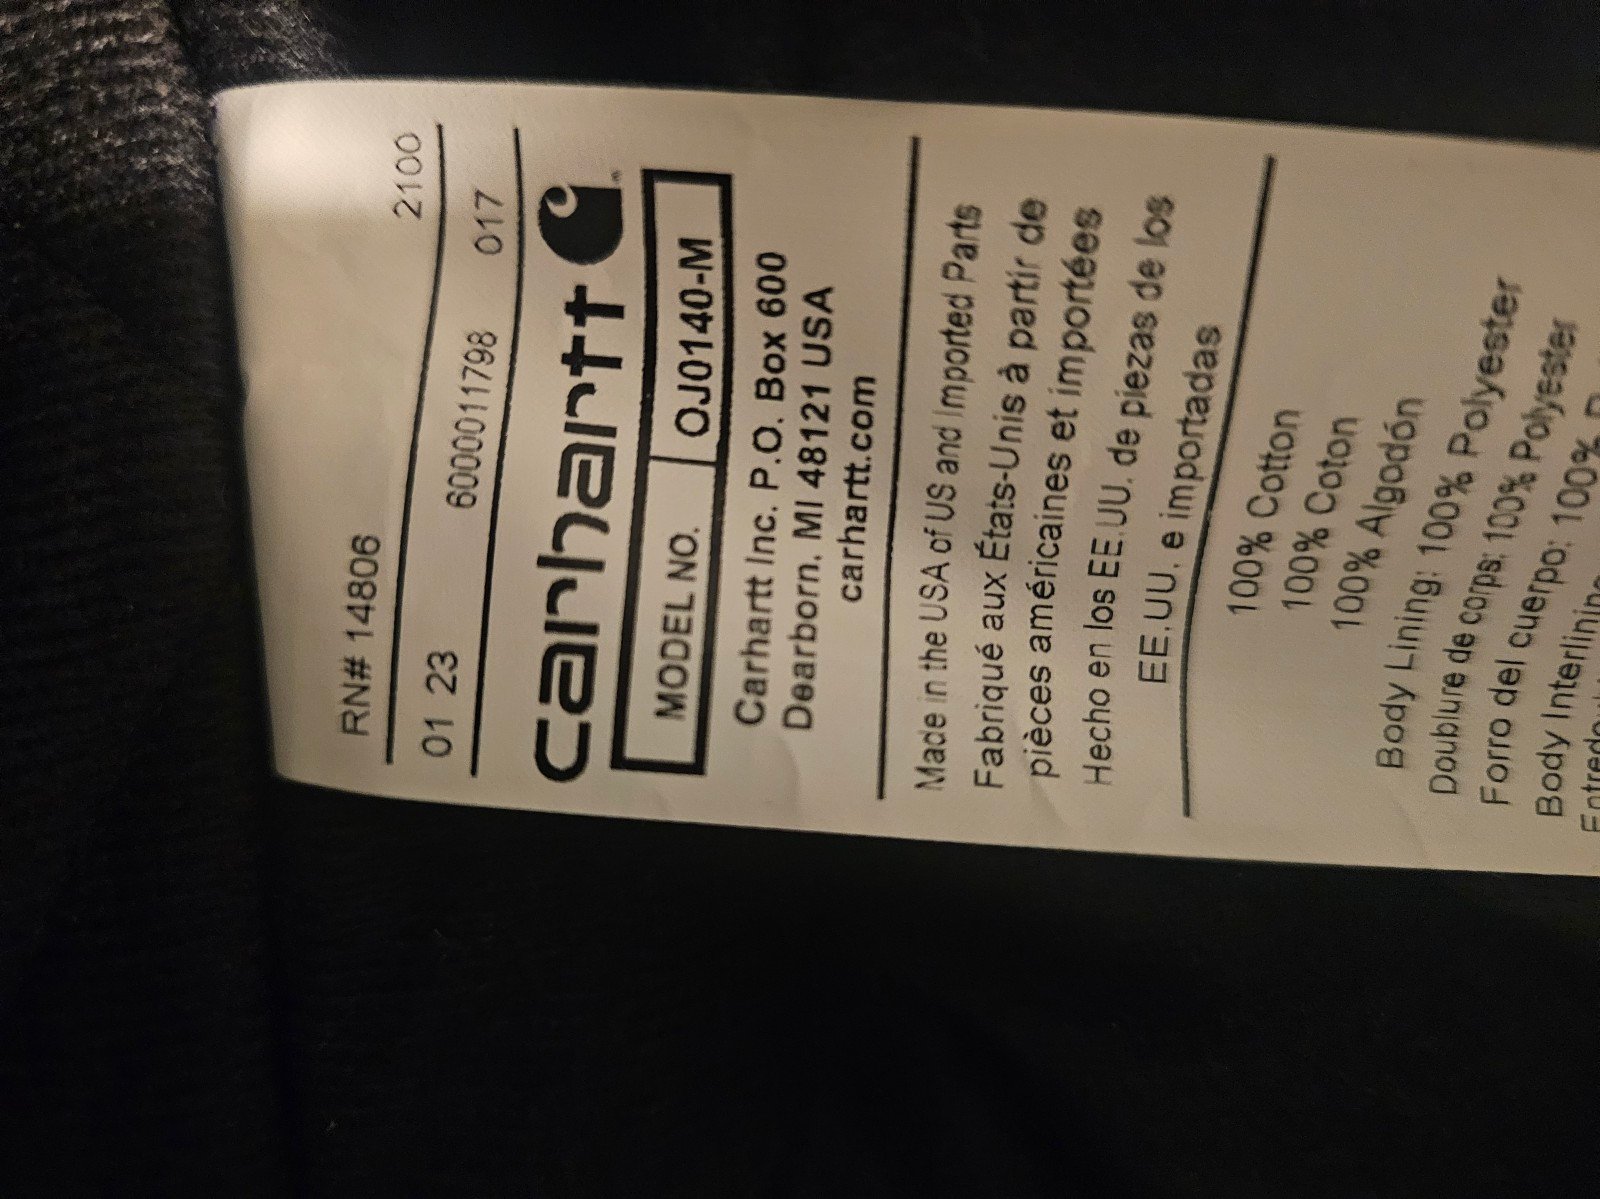 RN# 14806
2100
01 23
6000011798 017
carhartt
MODEL NO. OJ0140-M
Carhartt Inc. P.O. Box 600
Dearborn. MI 48121 USA
carhartt.com
Made in the USA of US and Imported Parts
Fabriqué aux États-Unis à partir de
pièces américaines et importées
Hecho en los EE.UU. de piezas de los
EE.UU. e importadas
100% Cotton
100% Coton
100% Algodón
Body Lining: 100% Polyester
Doublure de corps: 100% Polyester
Forro del cuerpo: 100% Polyester
Body Interlining: 100%